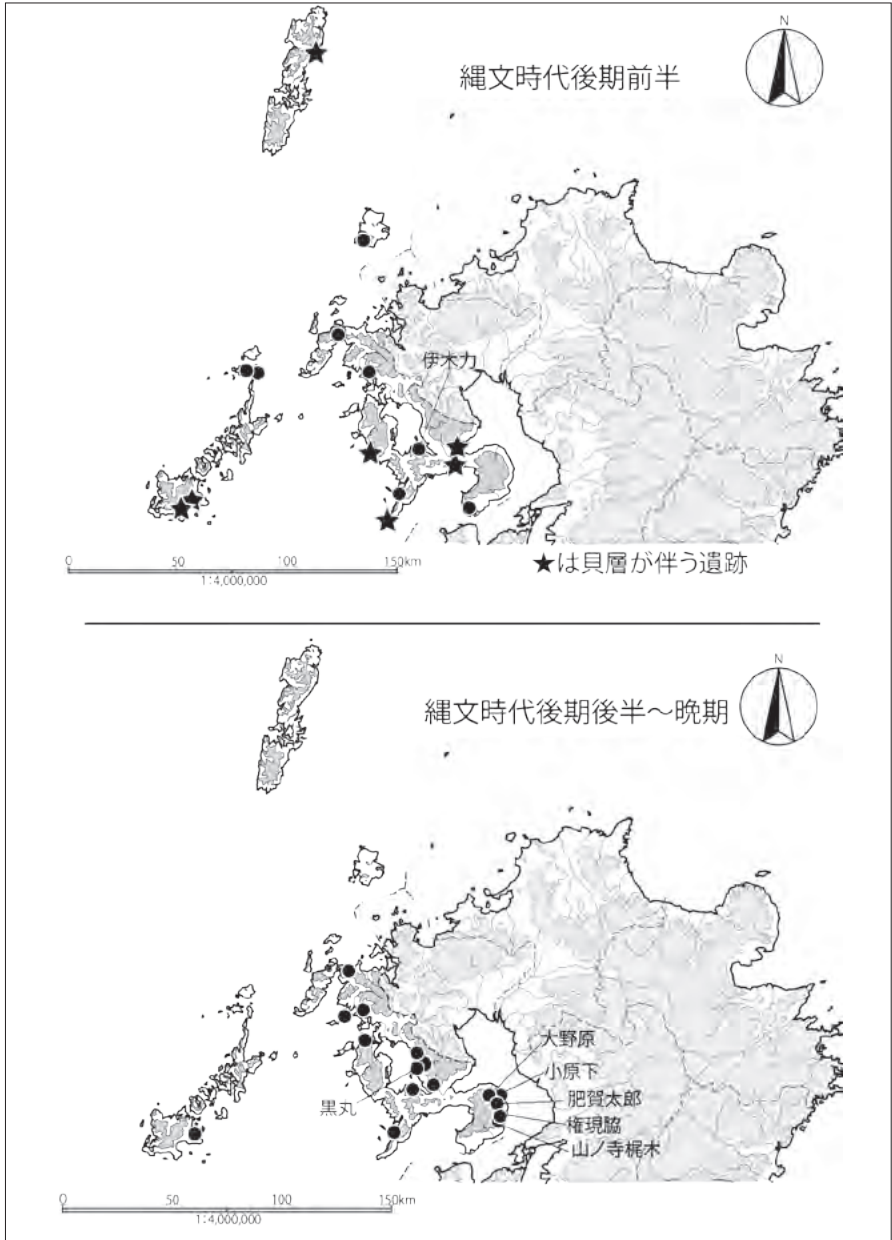 縄文時代後期前半
N
伊木力
0 50 100 150km
1:4,000,000
★は貝層が伴う遺跡
縄文時代後期後半～晩期
N
大野原
小原下
肥賀太郎
権現脇
山ノ寺梶木
黒丸
0 50 100 150km
1:4,000,000